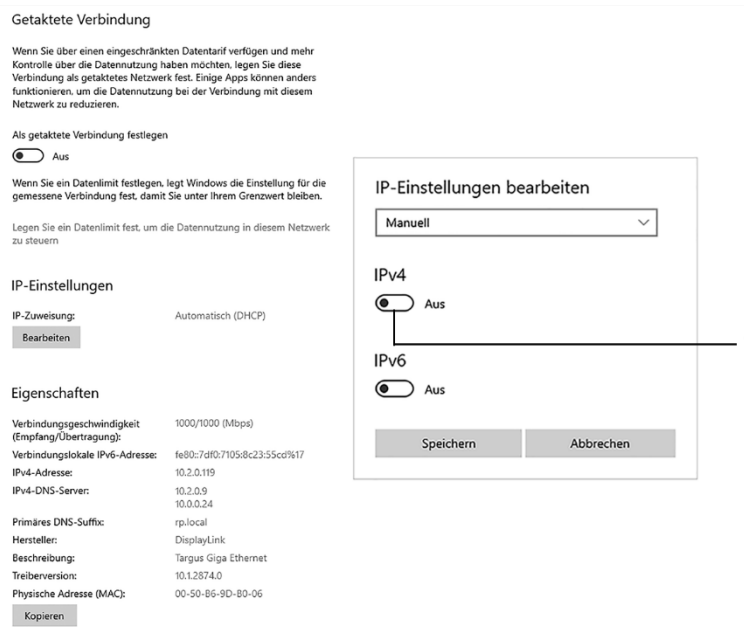 Getaktete Verbindung
Wenn Sie über einen eingeschränkten Datentarif verfügen und mehr
Kontrolle über die Datennutzung haben möchten, legen Sie diese
Verbindung als getaktetes Netzwerk fest. Einige Apps können anders
funktionieren, um die Datennutzung bei der Verbindung mit diesem
Netzwerk zu reduzieren.
Als getaktete Verbindung festlegen
Aus
Wenn Sie ein Datenlimit festlegen, legt Windows die Einstellung für die
gemessene Verbindung fest, damit Sie unter Ihrem Grenzwert bleiben.
Legen Sie ein Datenlimit fest, um die Datennutzung in diesem Netzwerk
zu steuern
IP-Einstellungen
IP-Zuweisung: Automatisch (DHCP)
Bearbeiten
Eigenschaften
Verbindungsgeschwindigkeit 1000/1000 (Mbps)
(Empfang/Übertragung):
Verbindungslokale IPv6-Adresse: fe80::7df0:7105:8c23:55cd%17
IPv4-Adresse: 10.2.0.119
IPv4-DNS-Server: 10.2.0.9
10.0.0.24
Primäres DNS-Suffix: rp.local
Hersteller: DisplayLink
Beschreibung: Targus Giga Ethernet
Treiberversion: 10.1.2874.0
Physische Adresse (MAC): 00-50-B6-9D-B0-06
Kopieren
IP-Einstellungen bearbeiten
Manuell
IPv4
Aus
IPv6
Aus
Speichern Abbrechen